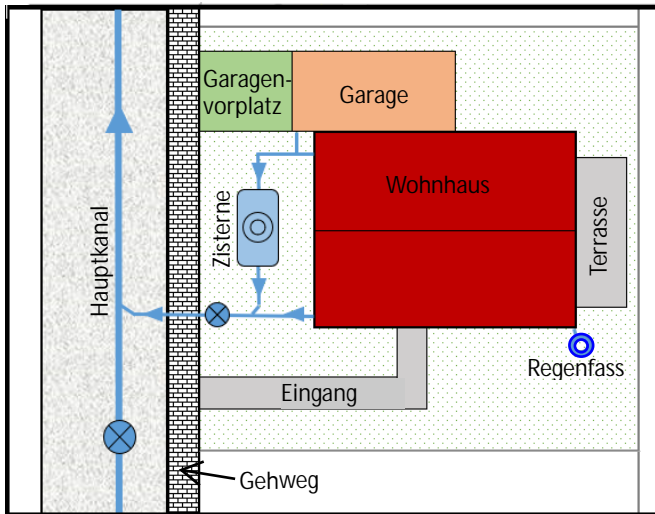 Garagen-
vorplatz
Garage
Wohnhaus
Terrasse
Zisterne
Hauptkanal
Regenfass
Eingang
Gehweg